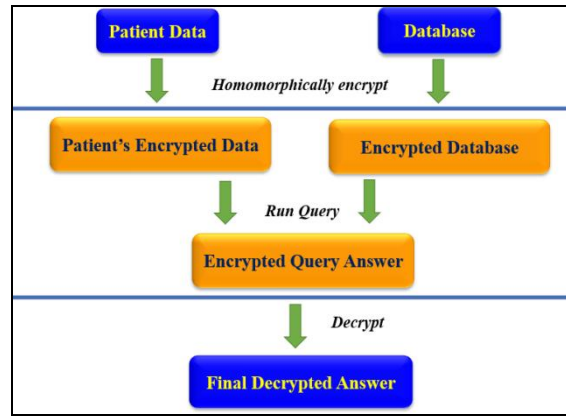 Patient Data
Database
Homomorphically encrypt
Patient's Encrypted Data
Encrypted Database
Run Query
Encrypted Query Answer
Decrypt
Final Decrypted Answer